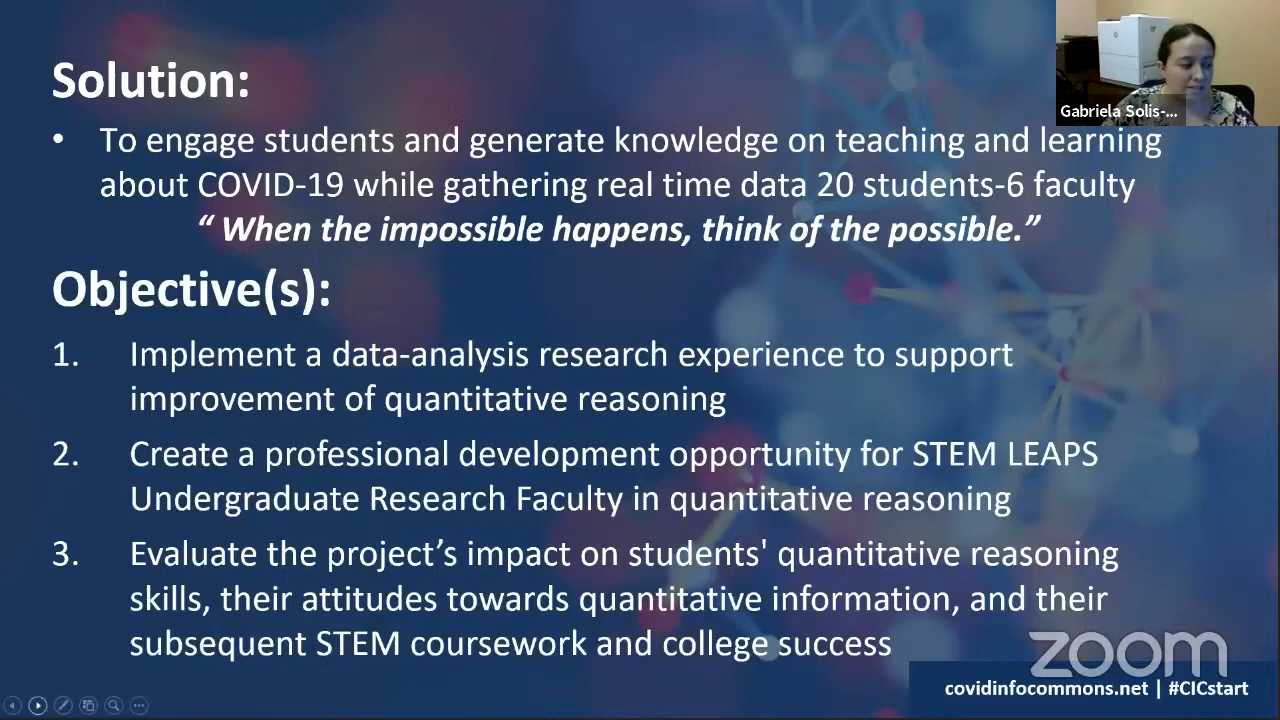 Solution:
• To engage students and generate knowledge on teaching and learning
about COVID-19 while gathering real time data 20 students-6 faculty
“ When the impossible happens, think of the possible.”
Objective(s):
1. Implement a data-analysis research experience to support
improvement of quantitative reasoning
2. Create a professional development opportunity for STEM LEAPS
Undergraduate Research Faculty in quantitative reasoning
3. Evaluate the project’s impact on students' quantitative reasoning
skills, their attitudes towards quantitative information, and their
subsequent STEM coursework and college success
Gabriela Solis-...
zoom
covidinfocommons.net | #CICstart